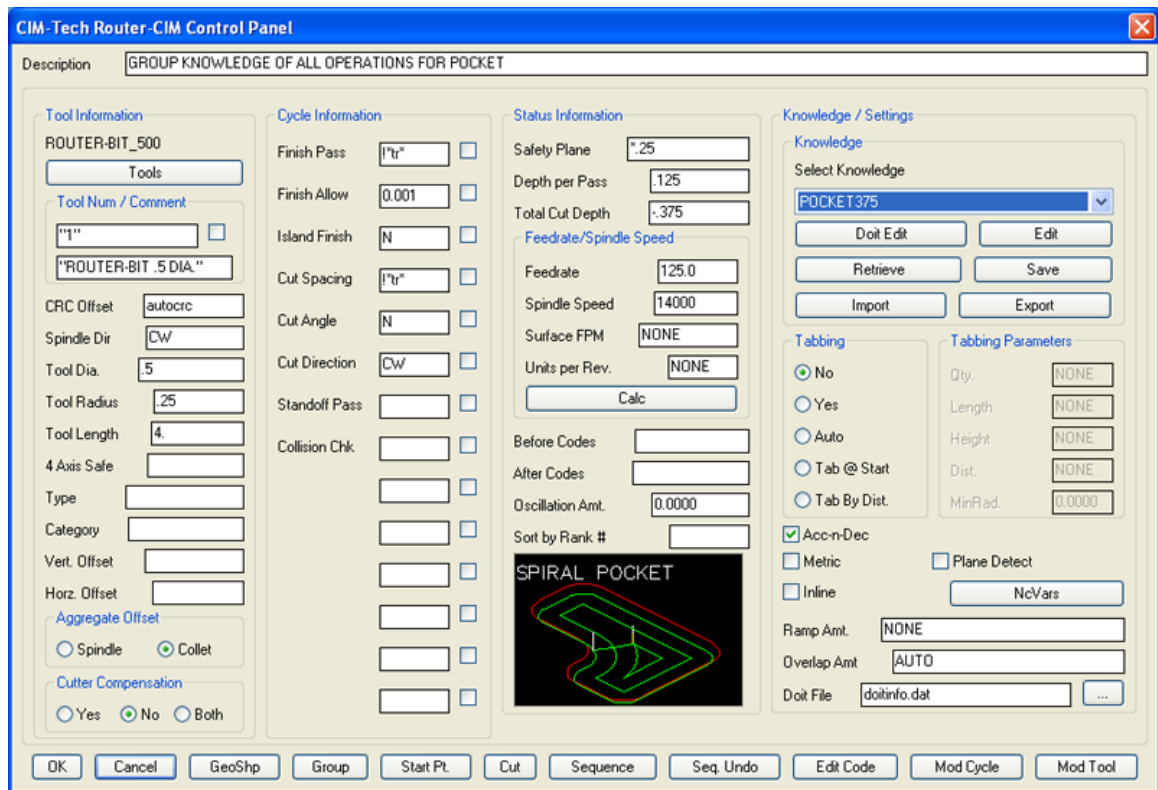 CIM-Tech Router-CIM Control Panel
Description GROUP KNOWLEDGE OF ALL OPERATIONS FOR POCKET
Tool Information
ROUTER-BIT_500
Tools
Tool Num / Comment
"1"
"ROUTER-BIT .5 DIA."
CRC Offset autocrc
Spindle Dir CW
Tool Dia. .5
Tool Radius .25
Tool Length 4.
4 Axis Safe
Type
Category
Vert. Offset
Horz. Offset
Aggregate Offset
Spindle Collet
Cutter Compensation
Yes No Both
Cycle Information
Finish Pass !"tr"
Finish Allow 0.001
Island Finish N
Cut Spacing !"tr"
Cut Angle N
Cut Direction CW
Standoff Pass
Collision Chk
Status Information
Safety Plane *.25
Depth per Pass .125
Total Cut Depth -.375
Feedrate/Spindle Speed
Feedrate 125.0
Spindle Speed 14000
Surface FPM NONE
Units per Rev. NONE
Calc
Before Codes
After Codes
Oscillation Amt. 0.0000
Sort by Rank #
SPIRAL POCKET
Knowledge / Settings
Knowledge
Select Knowledge
POCKET375
Doit Edit Edit
Retrieve Save
Import Export
Tabbing
No
Yes
Auto
Tab @ Start
Tab By Dist.
Tabbing Parameters
Qty. NONE
Length NONE
Height NONE
Dist. NONE
MinRad. 0.0000
Acc-n-Dec
Metric Plane Detect
Inline NcVars
Ramp Amt. NONE
Overlap Amt AUTO
Doit File doitinfo.dat ...
OK Cancel GeoShp Group Start Pt. Cut Sequence Seq. Undo Edit Code Mod Cycle Mod Tool